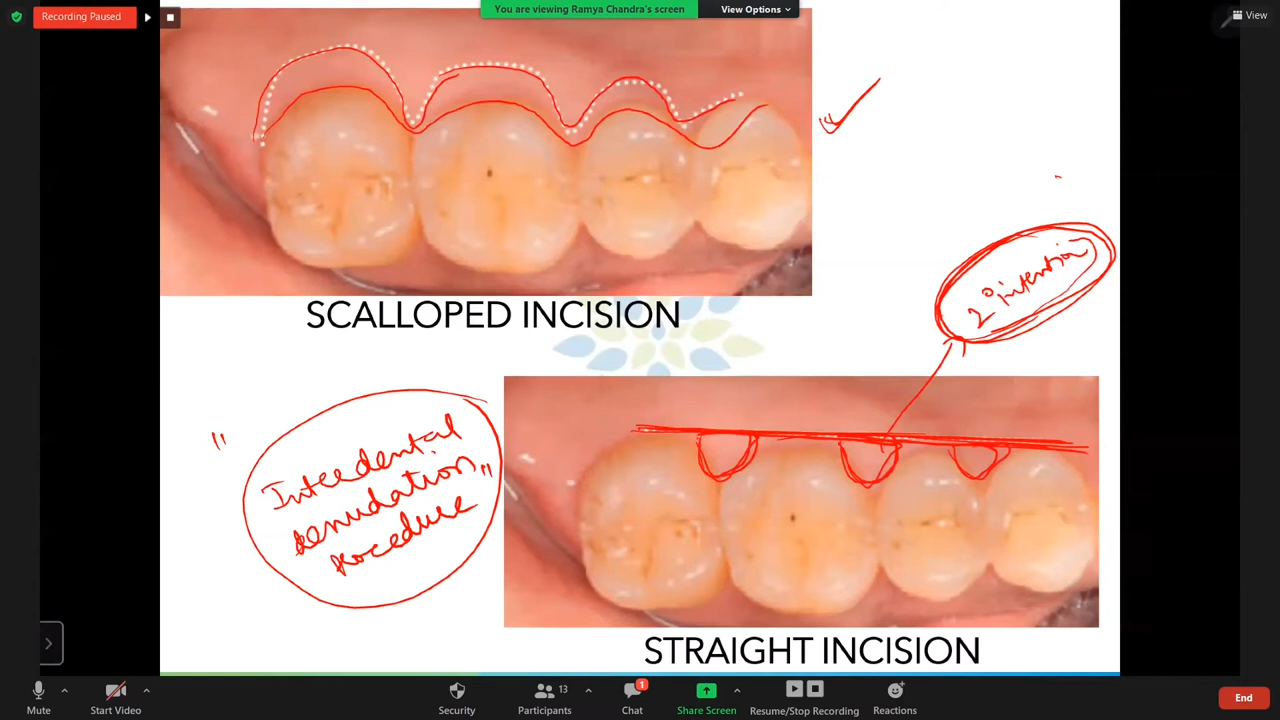 Recording Paused
You are viewing Ramya Chandra's screen
View Options
View
SCALLOPED INCISION
2° intention
"Interdental
denudation"
procedure
STRAIGHT INCISION
Mute
Start Video
Security
13
Participants
1
Chat
Share Screen
Resume/Stop Recording
Reactions
End